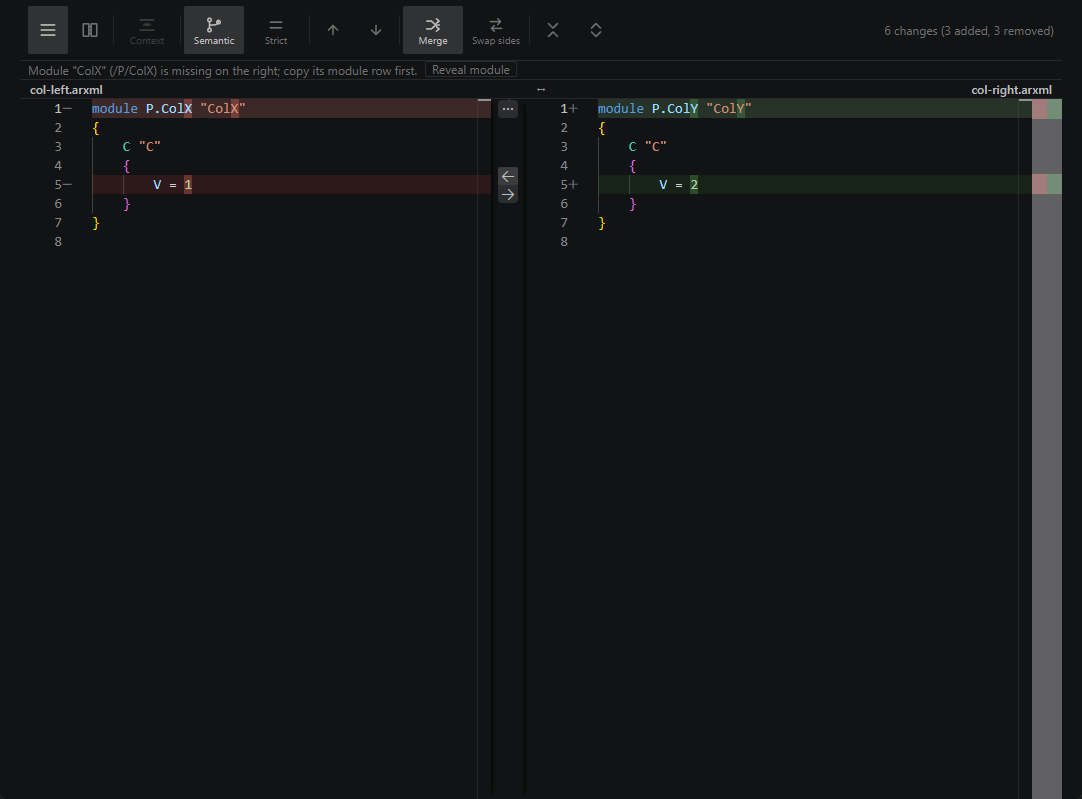 Context
Semantic
Strict
Merge
Swap sides
6 changes (3 added, 3 removed)
Module "ColX" (/P/ColX) is missing on the right; copy its module row first.
Reveal module
col-left.arxml
↔
col-right.arxml
1− module P.ColX "ColX"
2 {
3 C "C"
4 {
5− V = 1
6 }
7 }
8
1+ module P.ColY "ColY"
2 {
3 C "C"
4 {
5+ V = 2
6 }
7 }
8